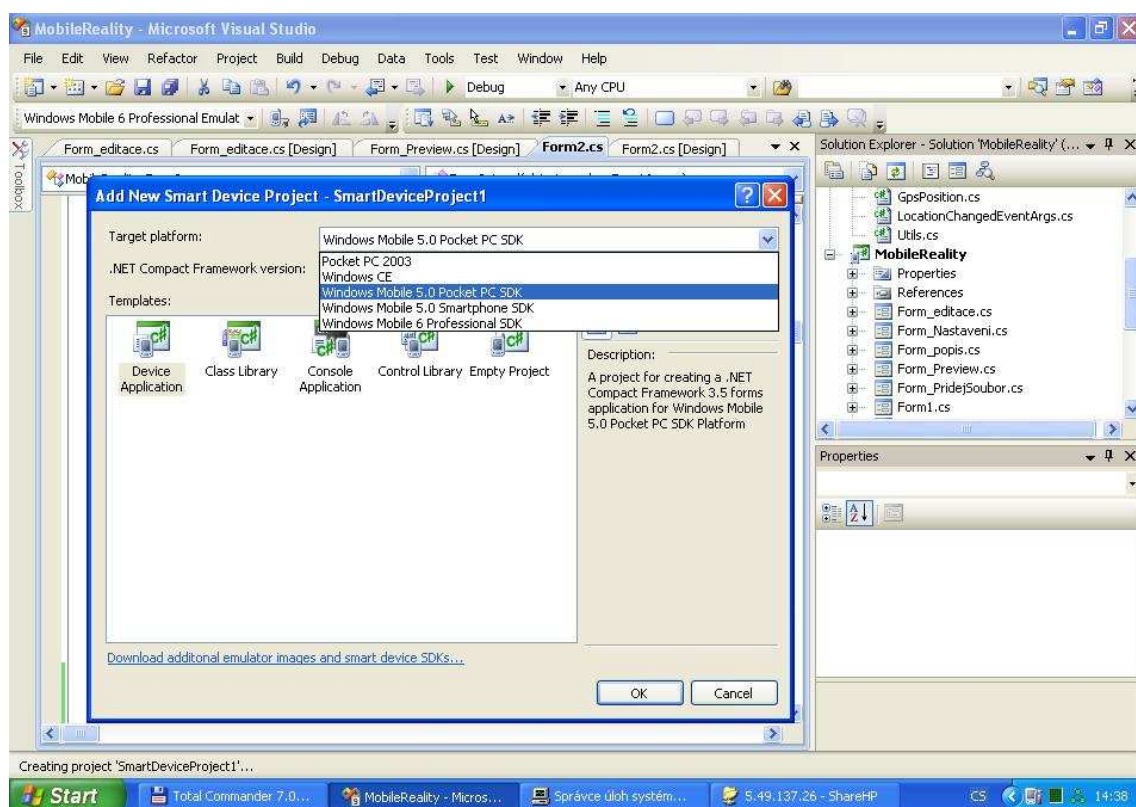 MobileReality - Microsoft Visual Studio
File Edit View Refactor Project Build Debug Data Tools Test Window Help
Debug Any CPU
Windows Mobile 6 Professional Emulat
Form_editace.cs Form_editace.cs [Design] Form_Preview.cs [Design] Form2.cs Form2.cs [Design]
Toolbox
Add New Smart Device Project - SmartDeviceProject1
Target platform: Windows Mobile 5.0 Pocket PC SDK
Pocket PC 2003
.NET Compact Framework version:
Windows CE
Windows Mobile 5.0 Pocket PC SDK
Templates:
Windows Mobile 5.0 Smartphone SDK
Windows Mobile 6 Professional SDK
Device Application
Class Library
Console Application
Control Library
Empty Project
Description:
A project for creating a .NET
Compact Framework 3.5 forms
application for Windows Mobile
5.0 Pocket PC SDK Platform
Download additonal emulator images and smart device SDKs...
OK Cancel
Solution Explorer - Solution 'MobileReality' (...
GpsPosition.cs
LocationChangedEventArgs.cs
Utils.cs
MobileReality
Properties
References
Form_editace.cs
Form_Nastaveni.cs
Form_popis.cs
Form_Preview.cs
Form_PridejSoubor.cs
Form1.cs
Properties
Creating project 'SmartDeviceProject1'...
Start Total Commander 7.0... MobileReality - Micros... Správce úloh systém... 5.49.137.26 - ShareHP CS 14:38